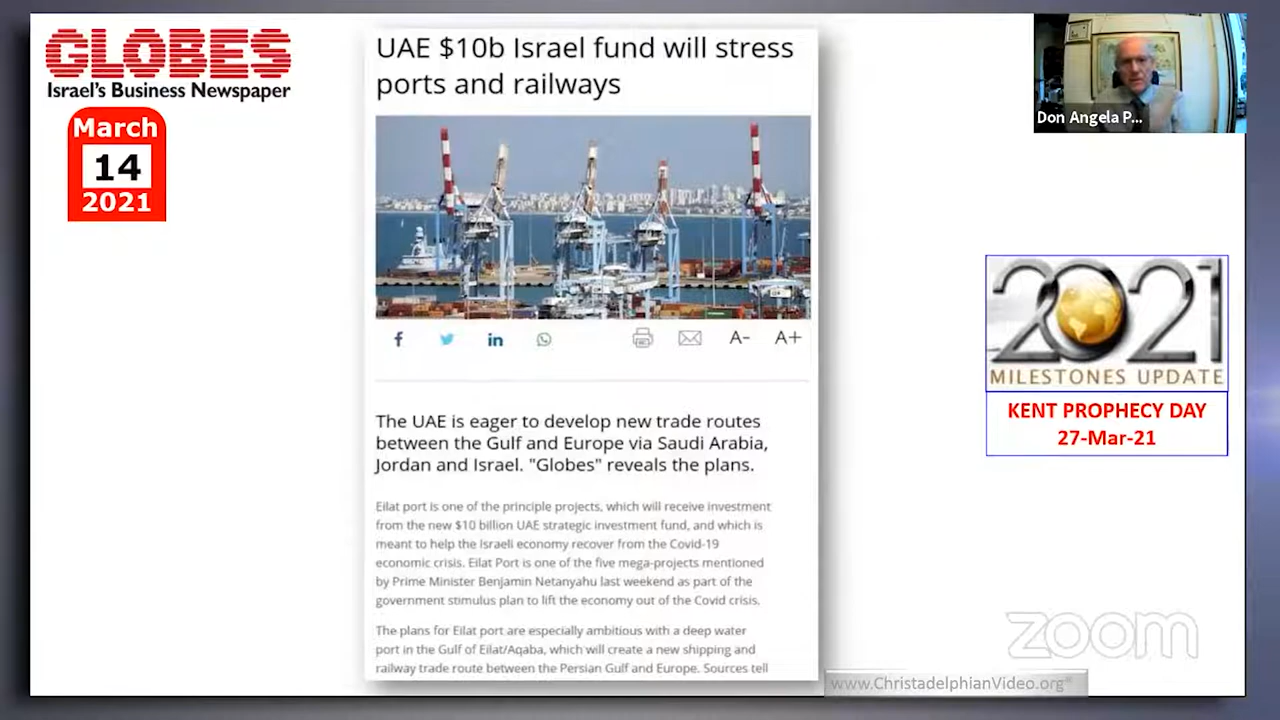 GLOBES
Israel's Business Newspaper
March
14
2021
UAE $10b Israel fund will stress
ports and railways
A-
A+
The UAE is eager to develop new trade routes
between the Gulf and Europe via Saudi Arabia,
Jordan and Israel. "Globes" reveals the plans.
Eilat port is one of the principle projects, which will receive investment
from the new $10 billion UAE strategic investment fund, and which is
meant to help the Israeli economy recover from the Covid-19
economic crisis. Eilat Port is one of the five mega-projects mentioned
by Prime Minister Benjamin Netanyahu last weekend as part of the
government stimulus plan to lift the economy out of the Covid crisis.
The plans for Eilat port are especially ambitious with a deep water
port in the Gulf of Eilat/Aqaba, which will create a new shipping and
railway trade route between the Persian Gulf and Europe. Sources tell
Don Angela P...
2021
MILESTONES UPDATE
KENT PROPHECY DAY
27-Mar-21
zoom
www.ChristadelphianVideo.org